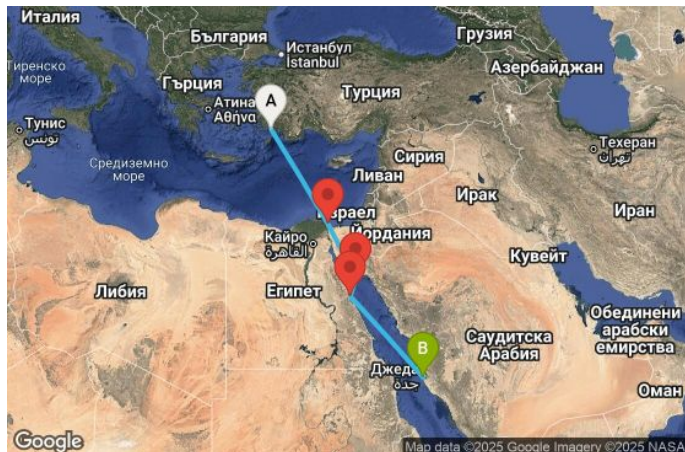 Италия
България
Истанбул
İstanbul
Грузия
Тиренско
море
Гърция
Атина
Αθήνα
Турция
Азербайджан
A
Тунис
تونس
Средиземно
море
Сирия
Ливан
Техеран
تهران
Ирак
Иран
Израел
Йордания
Кайро
القاهرة
Кувейт
Либия
Египет
Обединени
арабски
емирства
B
Саудитска
Арабия
Джеда
جدة
Оман
Google
Map data ©2025 Google Imagery ©2025 NASA